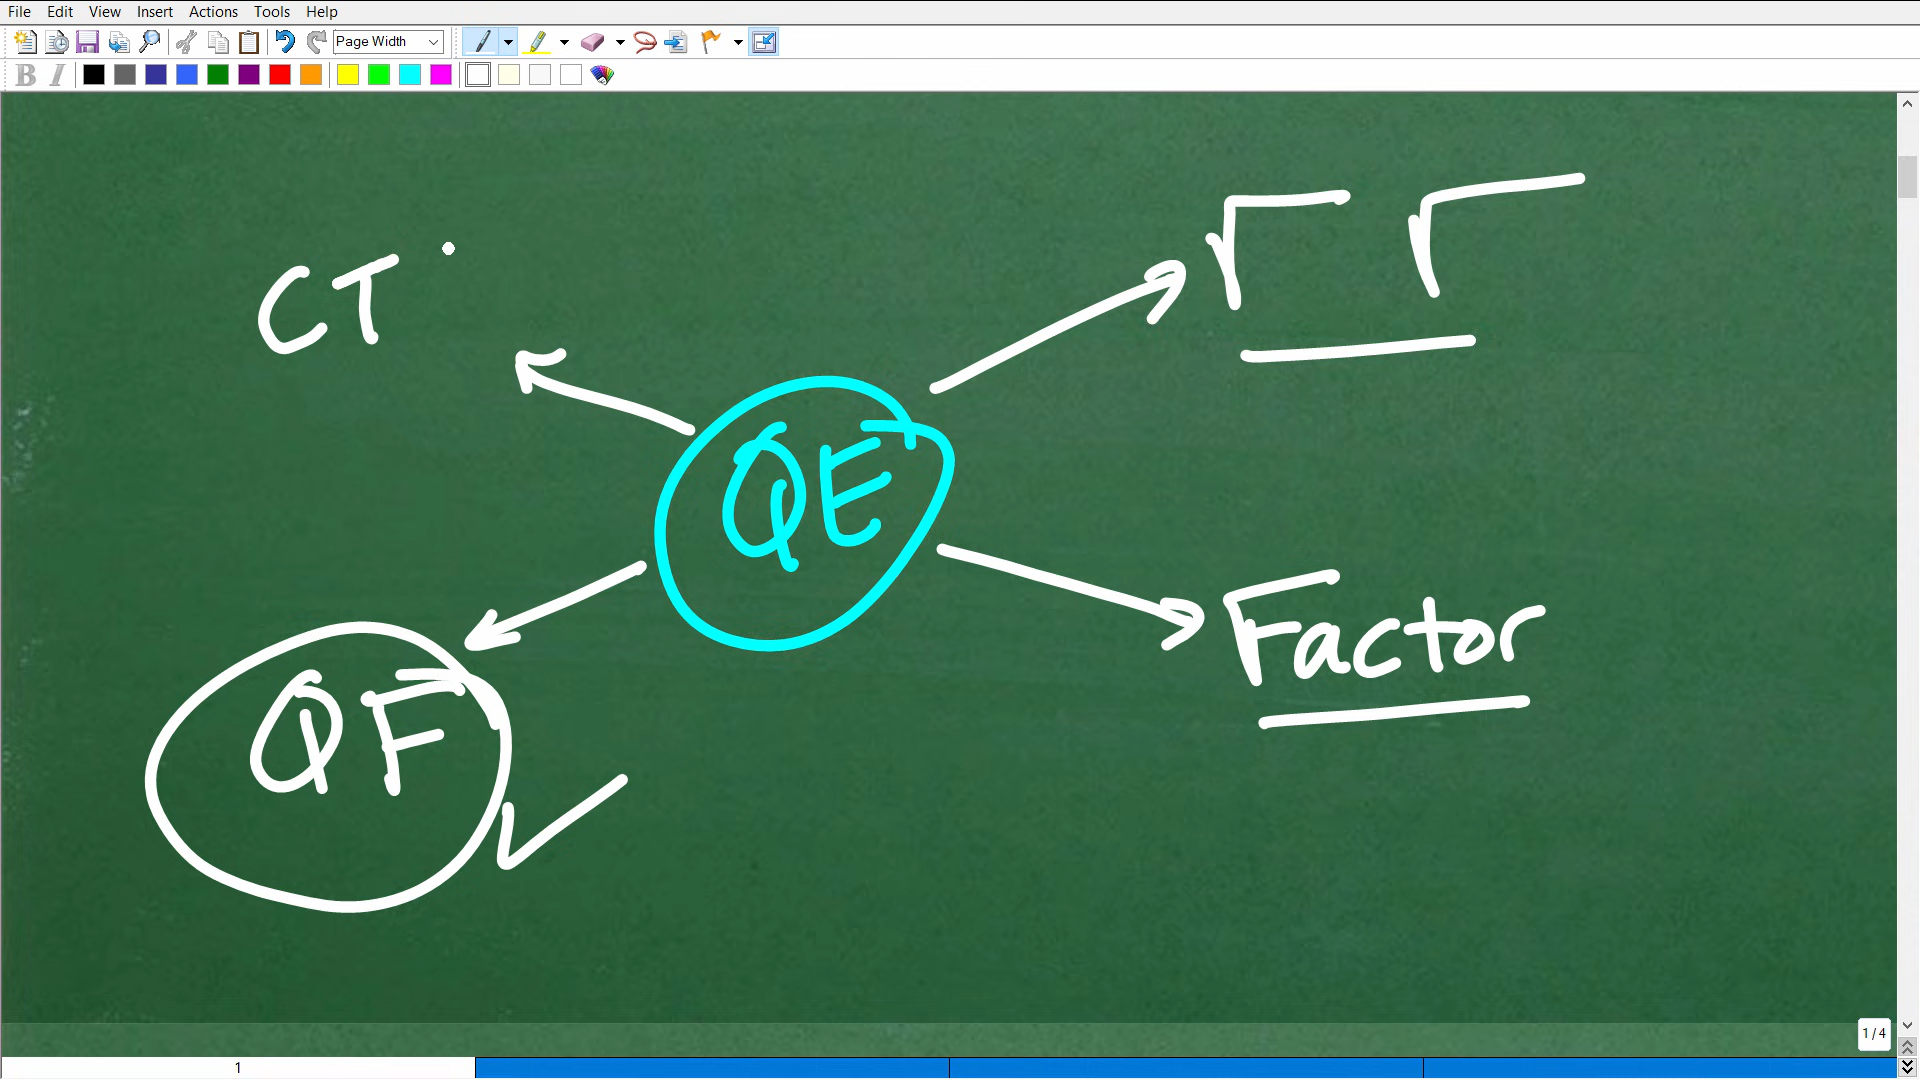 File Edit View Insert Actions Tools Help
Page Width
B I
CT
√ √
QE
Factor
QF
1/4
1